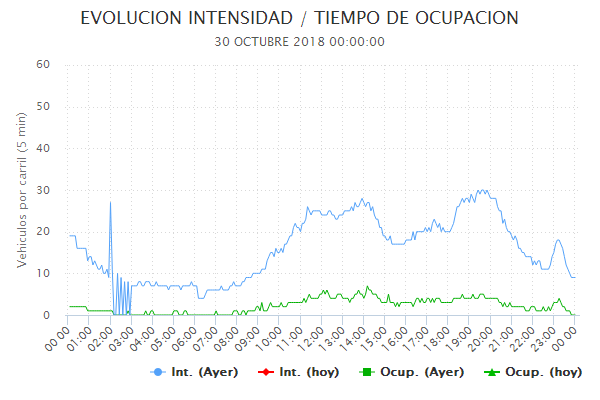 EVOLUCION INTENSIDAD / TIEMPO DE OCUPACION
30 OCTUBRE 2018 00:00:00
Vehículos por carril (5 min)
60
50
40
30
20
10
0
00:00 01:00 02:00 03:00 04:00 05:00 06:00 07:00 08:00 09:00 10:00 11:00 12:00 13:00 14:00 15:00 16:00 17:00 18:00 19:00 20:00 21:00 22:00 23:00 00:00
Int. (Ayer) Int. (hoy) Ocup. (Ayer) Ocup. (hoy)